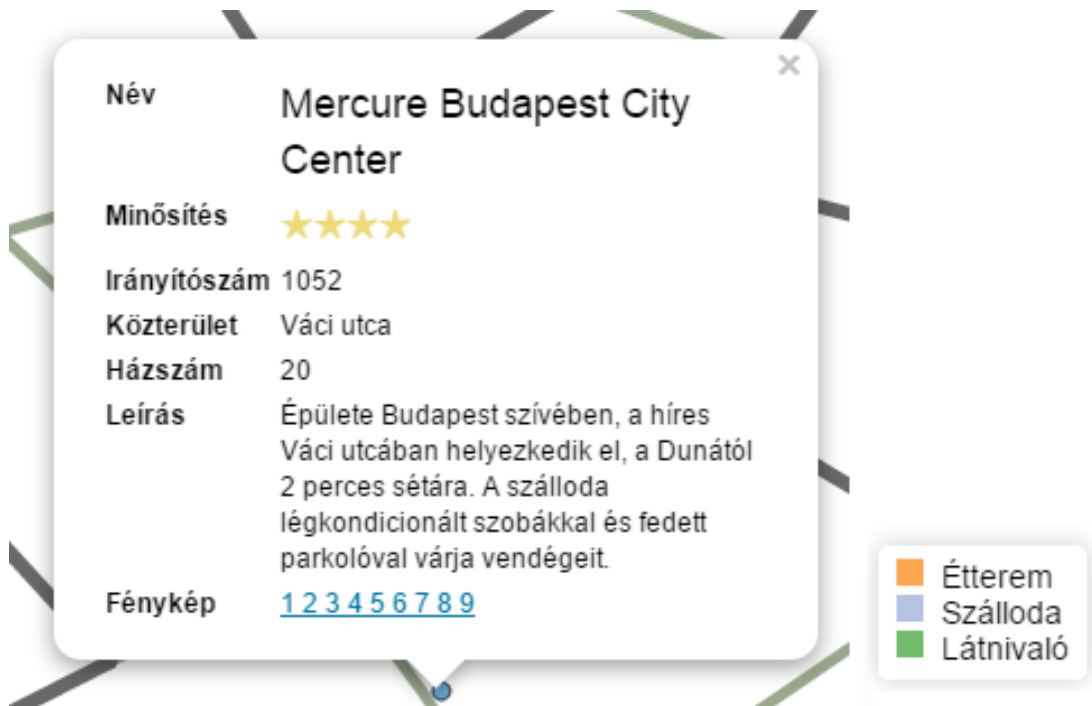 Név Mercure Budapest City
Center
Minősítés
Irányítószám 1052
Közterület Váci utca
Házszám 20
Leírás Épülete Budapest szívében, a híres
Váci utcában helyezkedik el, a Dunától
2 perces sétára. A szálloda
légkondicionált szobákkal és fedett
parkolóval várja vendégeit.
Fénykép 1 2 3 4 5 6 7 8 9
Étterem
Szálloda
Látnivaló